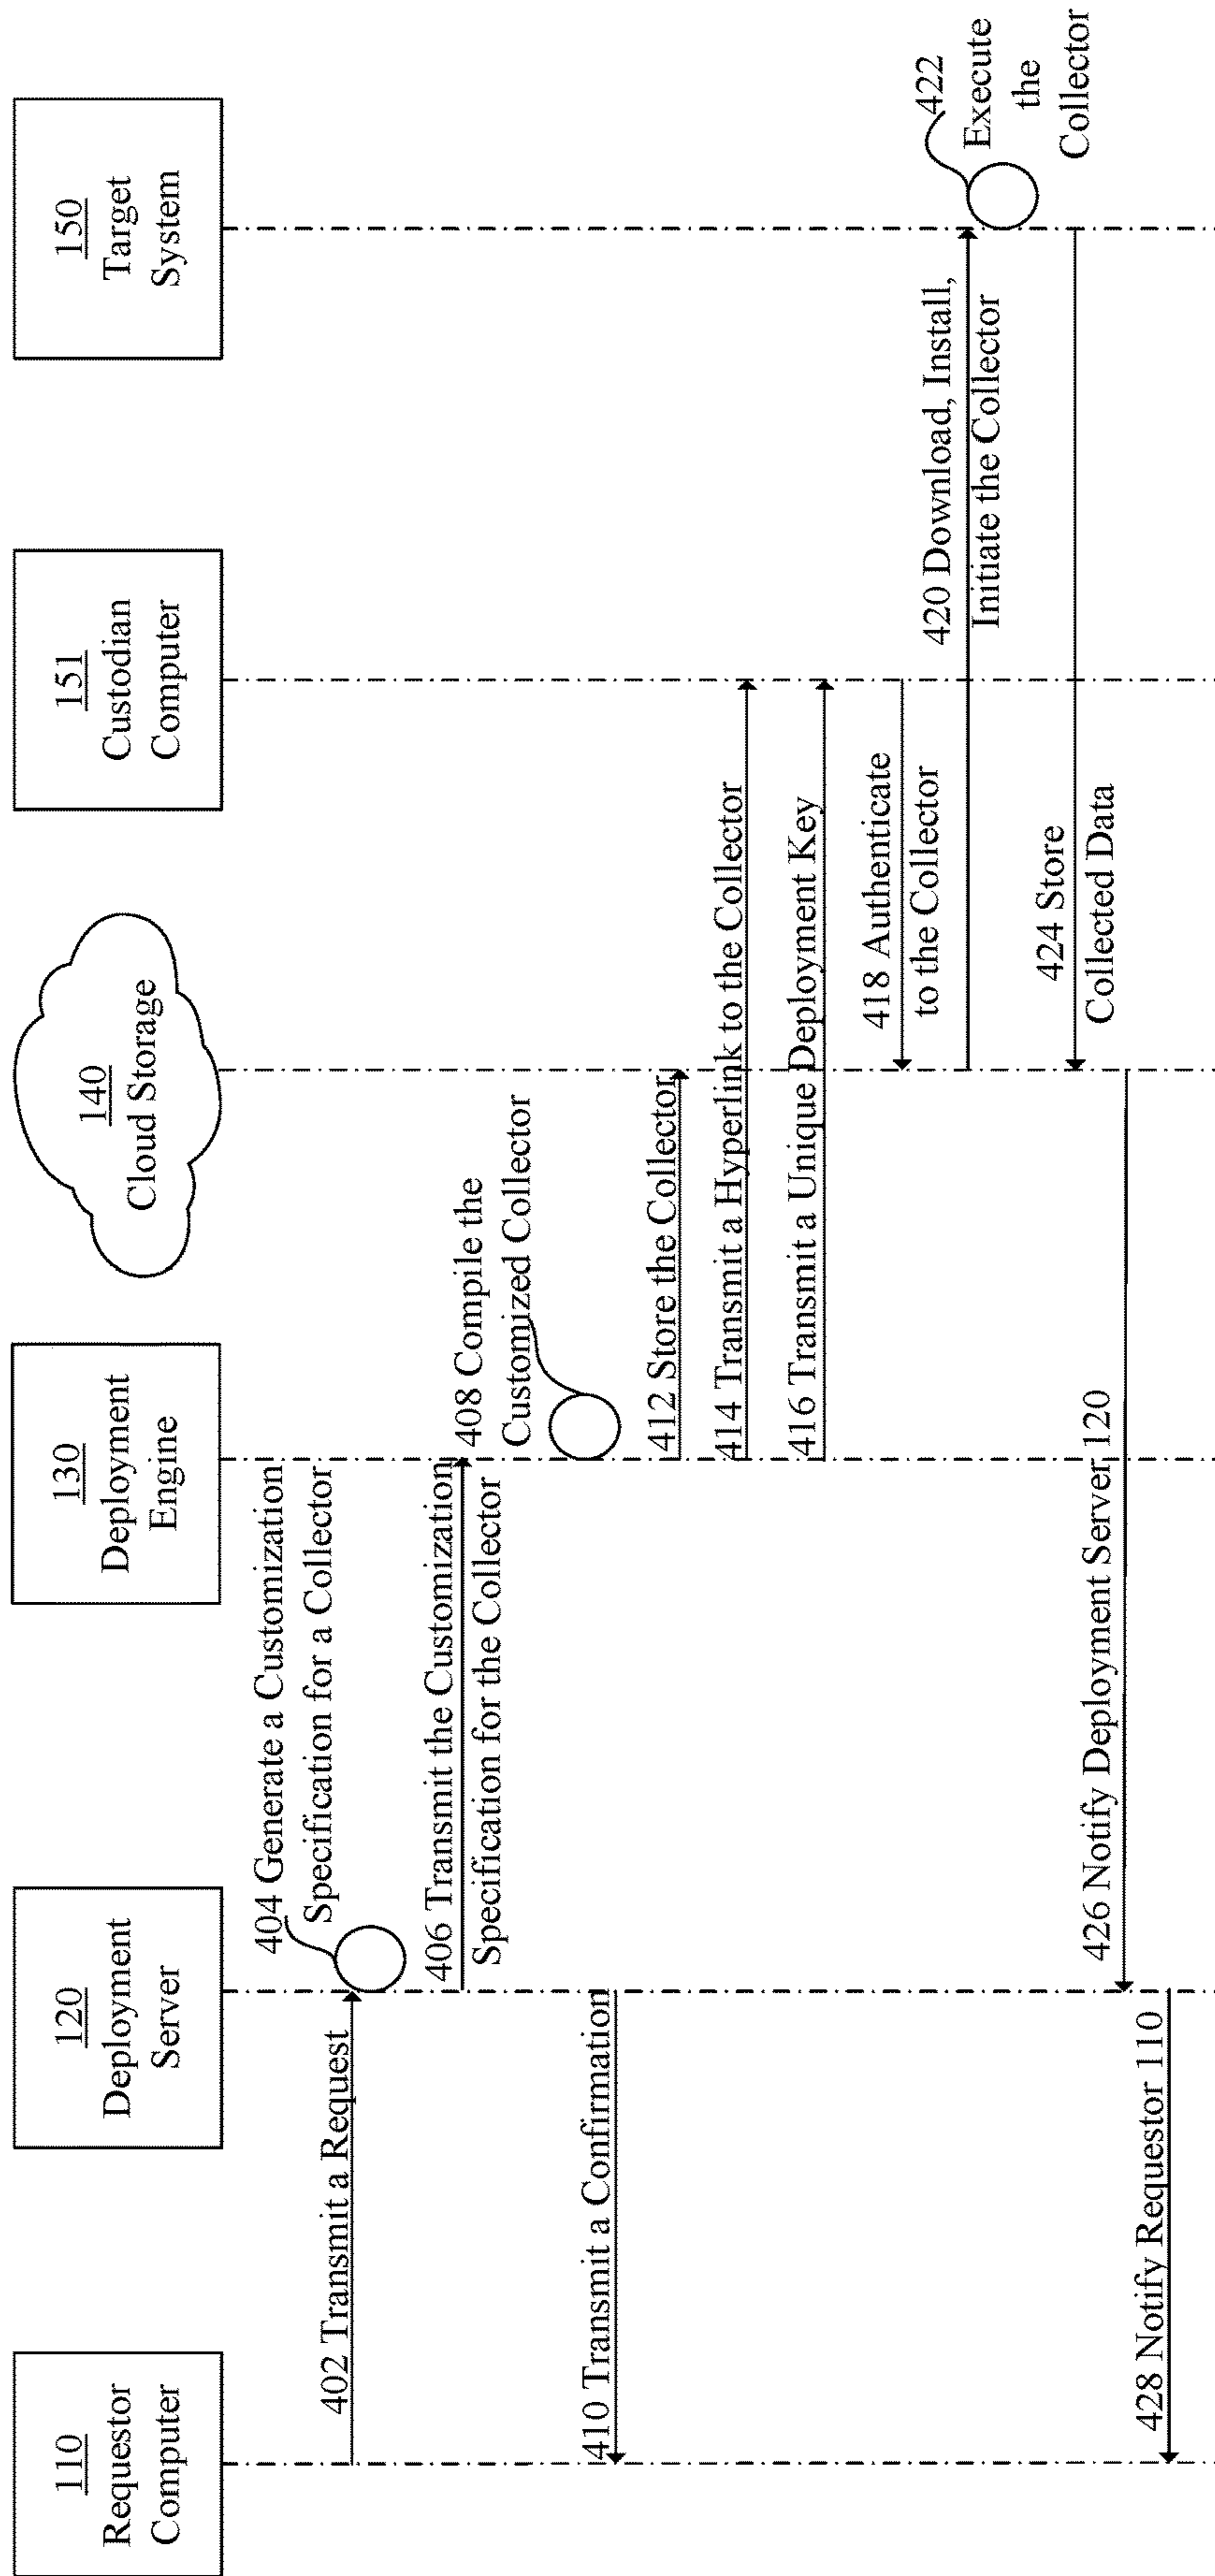 110
Requestor
Computer
120
Deployment
Server
130
Deployment
Engine
140
Cloud Storage
151
Custodian
Computer
150
Target
System
402 Transmit a Request
404 Generate a Customization
Specification for a Collector
406 Transmit the Customization
Specification for the Collector
408 Compile the
Customized Collector
410 Transmit a Confirmation
412 Store the Collector
414 Transmit a Hyperlink to the Collector
416 Transmit a Unique Deployment Key
418 Authenticate
to the Collector
420 Download, Install,
Initiate the Collector
422
Execute
the
Collector
424 Store
Collected Data
426 Notify Deployment Server 120
428 Notify Requestor 110